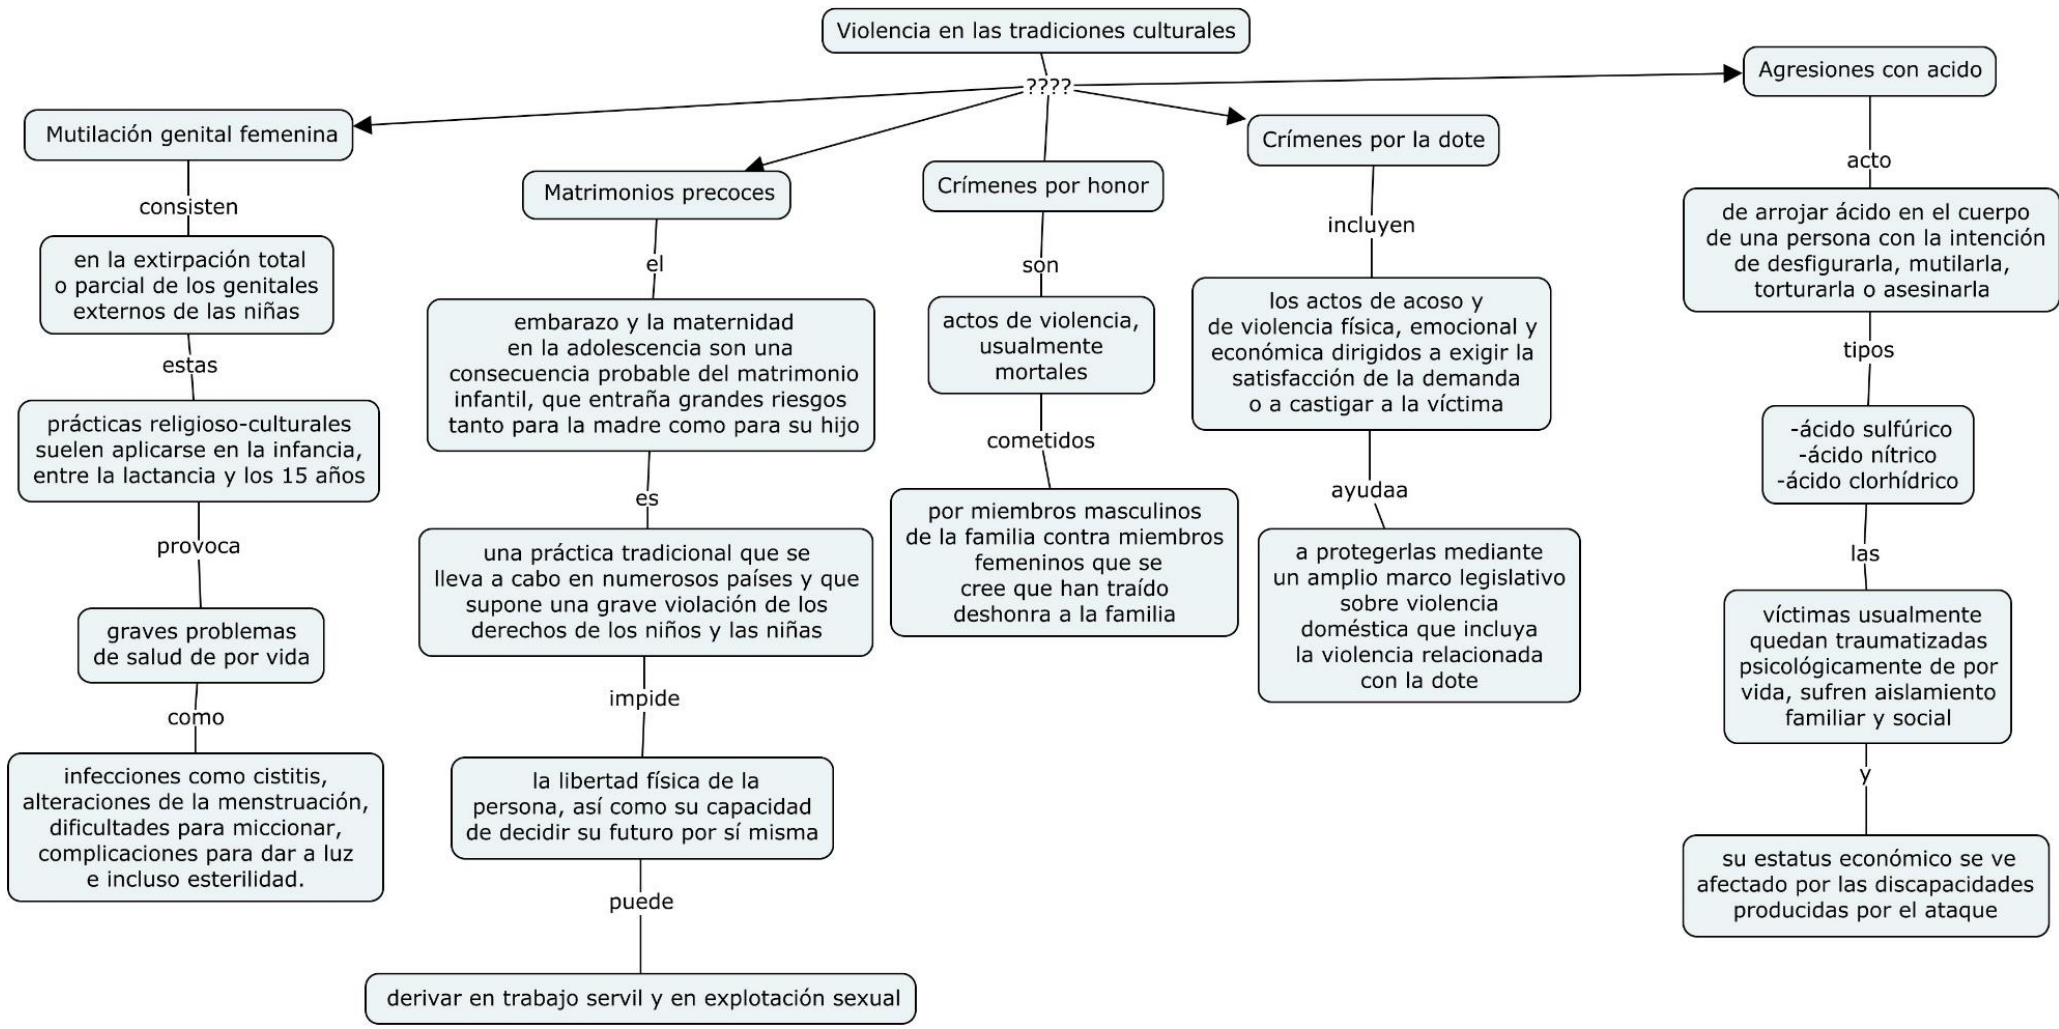 Violencia en las tradiciones culturales
????
Mutilación genital femenina
consisten
en la extirpación total
o parcial de los genitales
externos de las niñas
estas
prácticas religioso-culturales
suelen aplicarse en la infancia,
entre la lactancia y los 15 años
provoca
graves problemas
de salud de por vida
como
infecciones como cistitis,
alteraciones de la menstruación,
dificultades para miccionar,
complicaciones para dar a luz
e incluso esterilidad.
Matrimonios precoces
el
embarazo y la maternidad
en la adolescencia son una
consecuencia probable del matrimonio
infantil, que entraña grandes riesgos
tanto para la madre como para su hijo
es
una práctica tradicional que se
lleva a cabo en numerosos países y que
supone una grave violación de los
derechos de los niños y las niñas
impide
la libertad física de la
persona, así como su capacidad
de decidir su futuro por sí misma
puede
derivar en trabajo servil y en explotación sexual
Crímenes por honor
son
actos de violencia,
usualmente
mortales
cometidos
por miembros masculinos
de la familia contra miembros
femeninos que se
cree que han traído
deshonra a la familia
Crímenes por la dote
incluyen
los actos de acoso y
de violencia física, emocional y
económica dirigidos a exigir la
satisfacción de la demanda
o a castigar a la víctima
ayudaa
a protegerlas mediante
un amplio marco legislativo
sobre violencia
doméstica que incluya
la violencia relacionada
con la dote
Agresiones con acido
acto
de arrojar ácido en el cuerpo
de una persona con la intención
de desfigurarla, mutilarla,
torturarla o asesinarla
tipos
-ácido sulfúrico
-ácido nítrico
-ácido clorhídrico
las
víctimas usualmente
quedan traumatizadas
psicológicamente de por
vida, sufren aislamiento
familiar y social
y
su estatus económico se ve
afectado por las discapacidades
producidas por el ataque